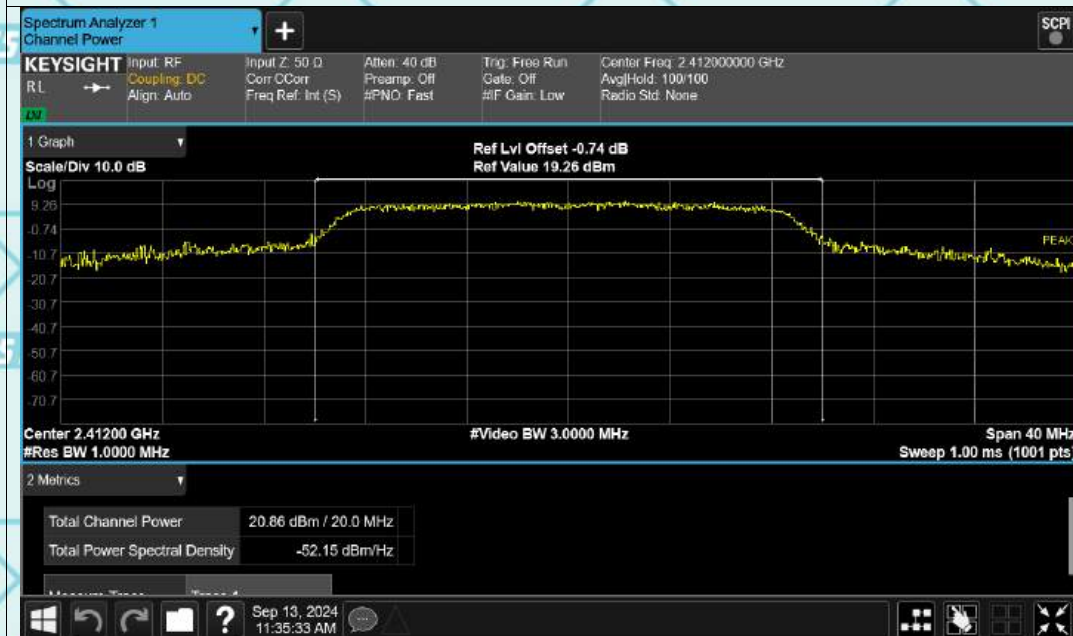 Spectrum Analyzer 1
Channel Power
+
SCPI
KEYSIGHT
RL
LXI
Input: RF
Coupling: DC
Align: Auto
Input Z: 50 Ω
Corr CCorr
Freq Ref: Int (S)
Atten: 40 dB
Preamp: Off
#PNO: Fast
Trig: Free Run
Gate: Off
#IF Gain: Low
Center Freq: 2.412000000 GHz
Avg|Hold: 100/100
Radio Std: None
1 Graph
Scale/Div 10.0 dB
Ref Lvl Offset -0.74 dB
Ref Value 19.26 dBm
Log
9.26
-0.74
-10.7
-20.7
-30.7
-40.7
-50.7
-60.7
-70.7
PEAK
Center 2.41200 GHz
#Res BW 1.0000 MHz
#Video BW 3.0000 MHz
Span 40 MHz
Sweep 1.00 ms (1001 pts)
2 Metrics
Total Channel Power 20.86 dBm / 20.0 MHz
Total Power Spectral Density -52.15 dBm/Hz
?
Sep 13, 2024
11:35:33 AM